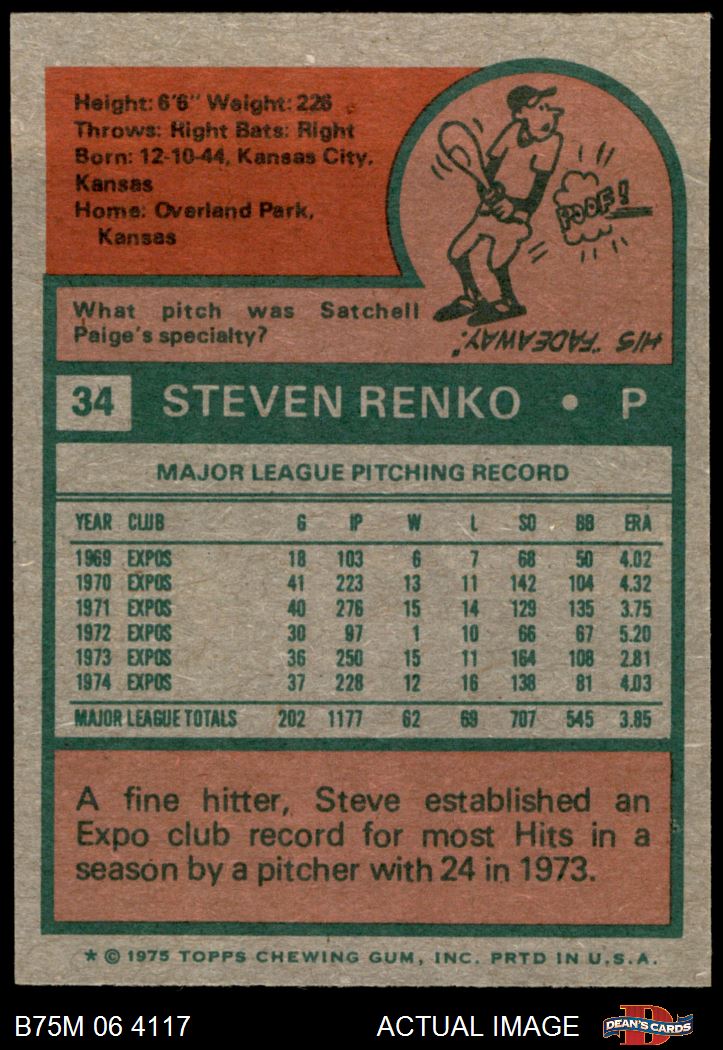 Height: 6'6" Weight: 226
Throws: Right Bats: Right
Born: 12-10-44, Kansas City,
Kansas
Home: Overland Park,
Kansas
POOF!
What pitch was Satchell
Paige's specialty?
HIS "FADEAWAY".
34 STEVEN RENKO • P
MAJOR LEAGUE PITCHING RECORD
YEAR CLUB G IP W L SO BB ERA
1969 EXPOS 18 103 6 7 68 50 4.02
1970 EXPOS 41 223 13 11 142 104 4.32
1971 EXPOS 40 276 15 14 129 135 3.75
1972 EXPOS 30 97 1 10 66 67 5.20
1973 EXPOS 36 250 15 11 164 108 2.81
1974 EXPOS 37 228 12 16 138 81 4.03
MAJOR LEAGUE TOTALS 202 1177 62 69 707 545 3.85
A fine hitter, Steve established an
Expo club record for most Hits in a
season by a pitcher with 24 in 1973.
* © 1975 TOPPS CHEWING GUM, INC. PRTD IN U.S.A.
B75M 06 4117 ACTUAL IMAGE D DEAN'S CARDS